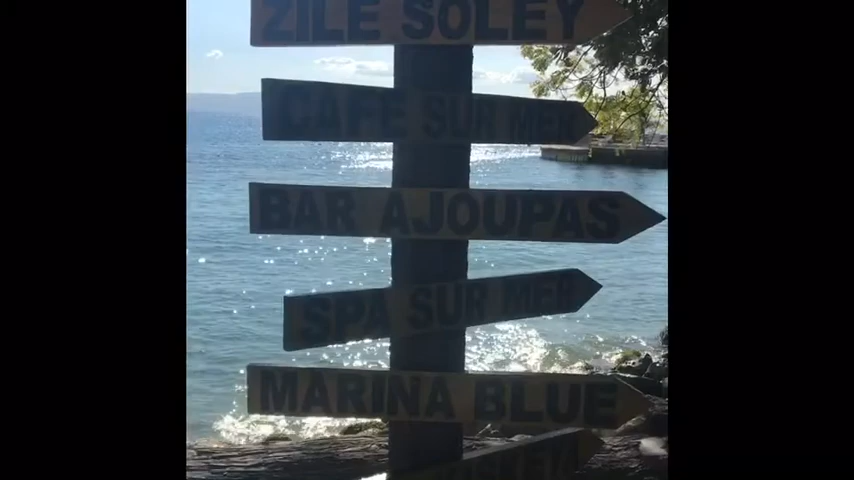 ZILE SOLEY
CAFE SUR MER
BAR AJOUPAS
SPA SUR MER
MARINA BLUE